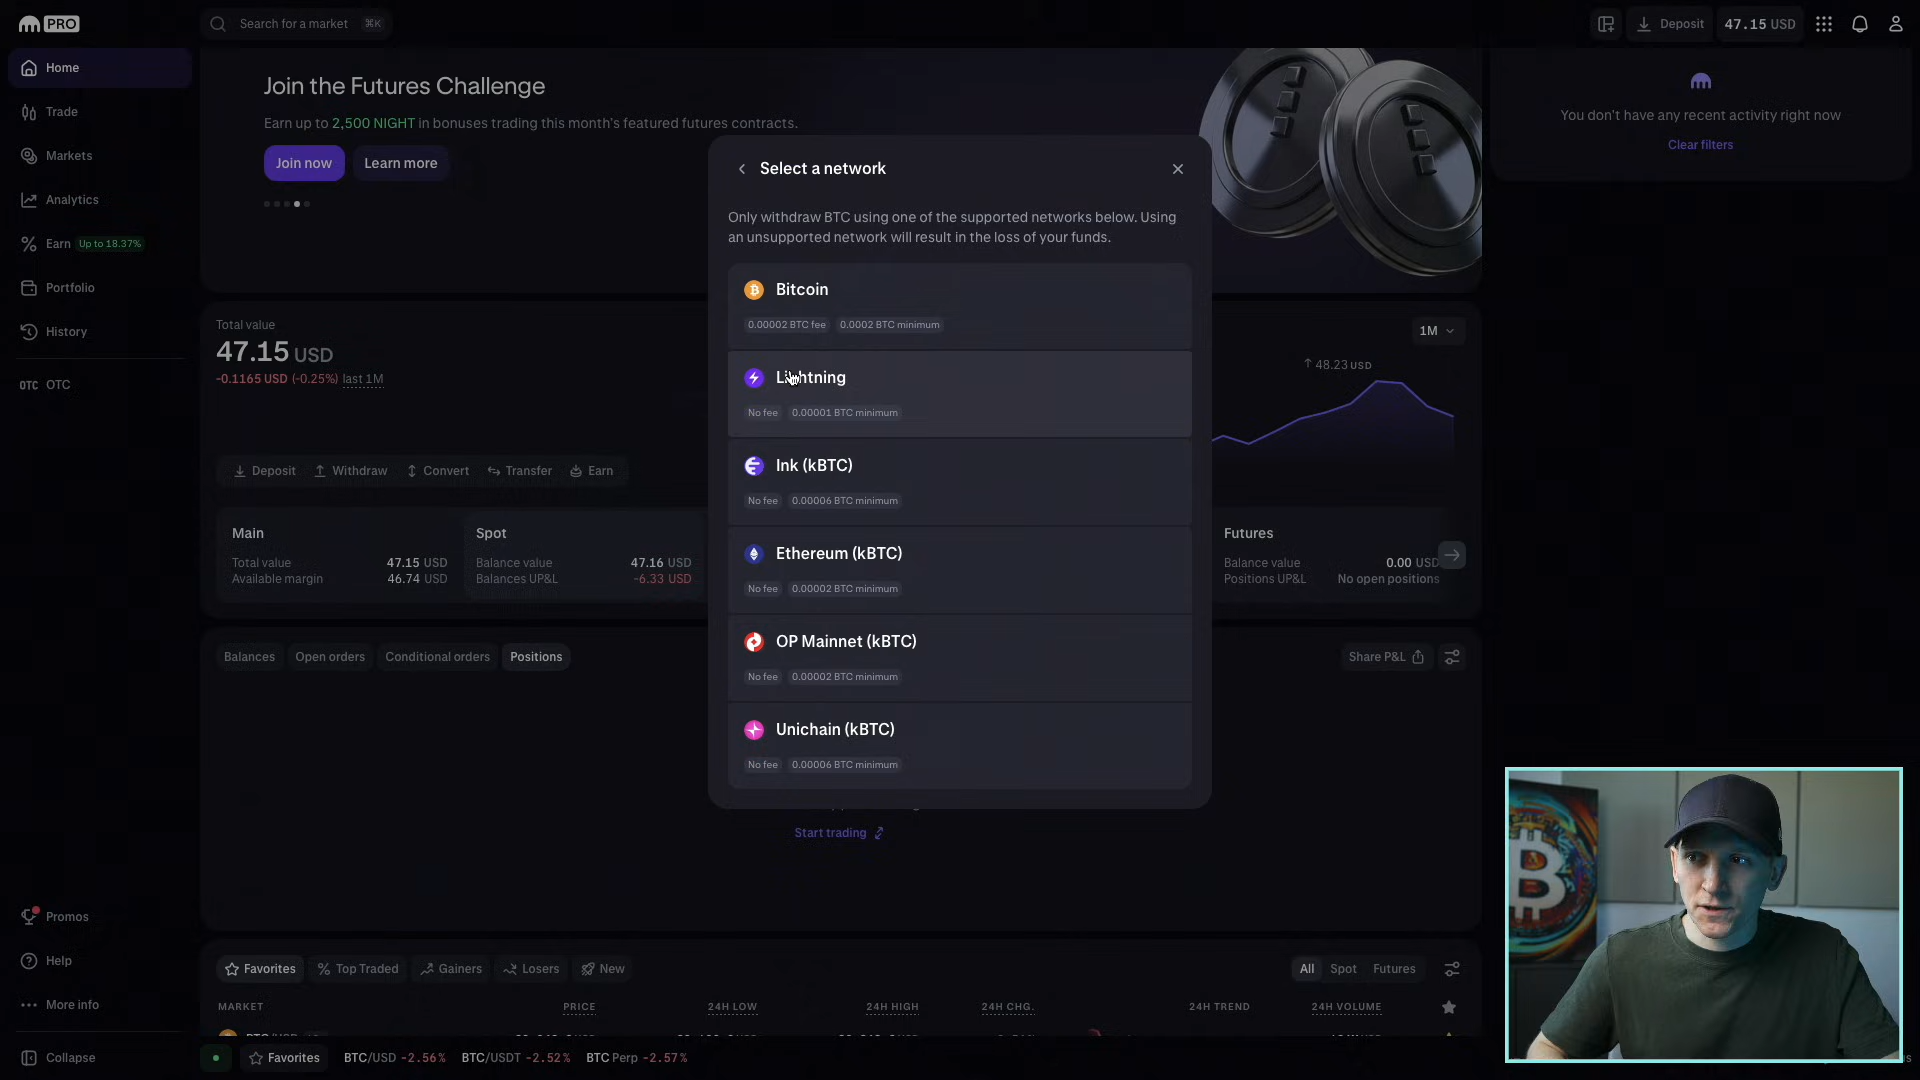 PRO
Search for a market
⌘K
Deposit
47.15 USD
Home
Trade
Markets
Analytics
Earn
Up to 18.37%
Portfolio
History
OTC OTC
Promos
Help
More info
Collapse
Join the Futures Challenge
Earn up to 2,500 NIGHT in bonuses trading this month's featured futures contracts.
Join now
Learn more
You don't have any recent activity right now
Clear filters
Total value
47.15 USD
-0.1165 USD (-0.25%) last 1M
1M
48.23 USD
Deposit
Withdraw
Convert
Transfer
Earn
Main
Total value 47.15 USD
Available margin 46.74 USD
Spot
Balance value 47.16 USD
Balances UP&L -6.33 USD
Futures
Balance value 0.00 USD
Positions UP&L No open positions
Select a network
Only withdraw BTC using one of the supported networks below. Using
an unsupported network will result in the loss of your funds.
Bitcoin
0.00002 BTC fee 0.0002 BTC minimum
Lightning
No fee 0.00001 BTC minimum
Ink (kBTC)
No fee 0.00006 BTC minimum
Ethereum (kBTC)
No fee 0.00002 BTC minimum
OP Mainnet (kBTC)
No fee 0.00002 BTC minimum
Unichain (kBTC)
No fee 0.00006 BTC minimum
Balances
Open orders
Conditional orders
Positions
Share P&L
Start trading
Favorites
Top Traded
Gainers
Losers
New
All
Spot
Futures
MARKET PRICE 24H LOW 24H HIGH 24H CHG. 24H TREND 24H VOLUME
Favorites
BTC/USD -2.56%
BTC/USDT -2.52%
BTC Perp -2.57%